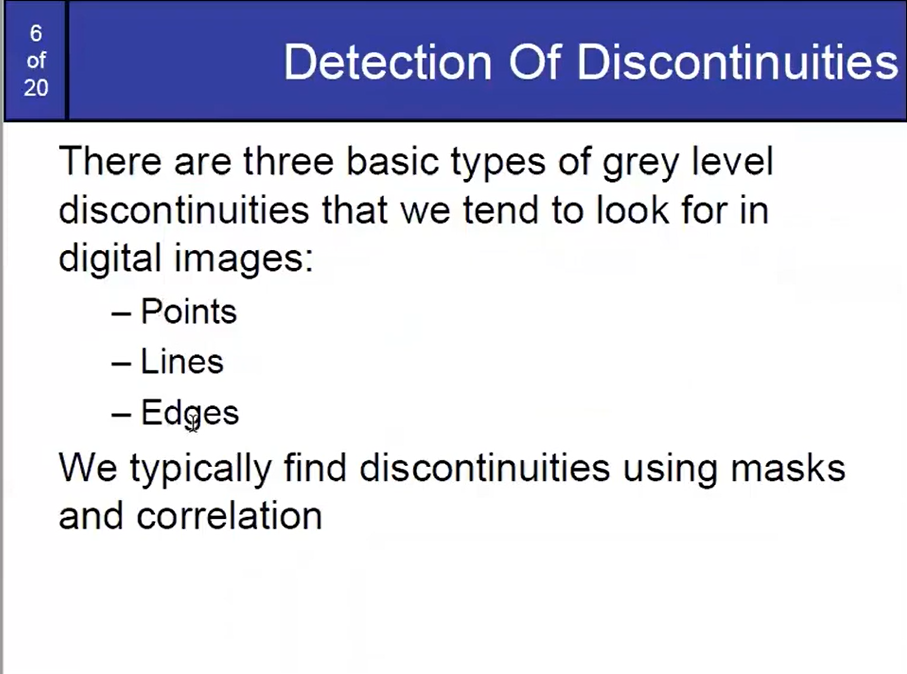 6
of
20
Detection Of Discontinuities
There are three basic types of grey level
discontinuities that we tend to look for in
digital images:
– Points
– Lines
– Edges
We typically find discontinuities using masks
and correlation